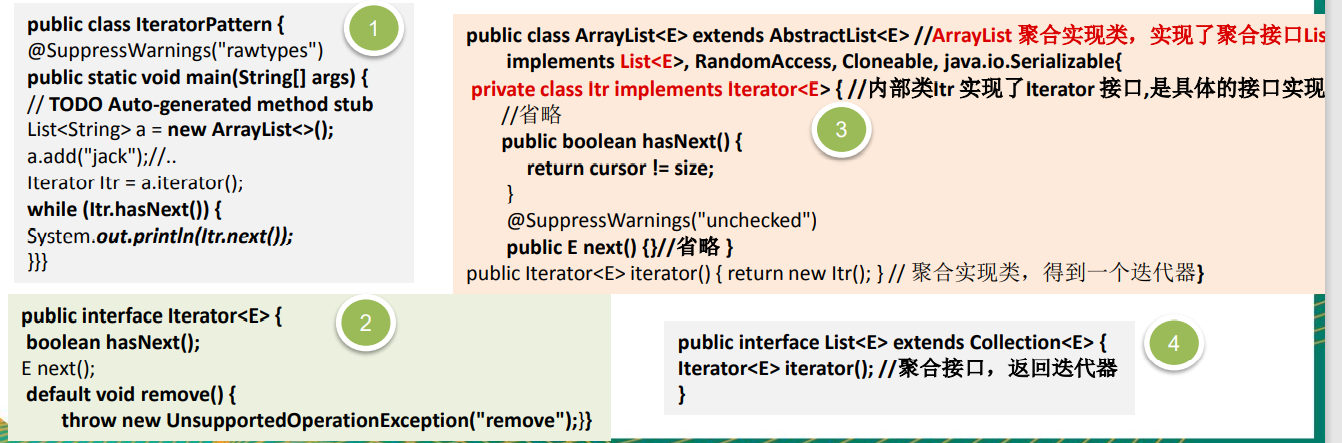 public class IteratorPattern {
@SuppressWarnings("rawtypes")
public static void main(String[] args) {
// TODO Auto-generated method stub
List<String> a = new ArrayList<>();
a.add("jack");//..
Iterator Itr = a.iterator();
while (Itr.hasNext()) {
System.out.println(Itr.next());
}}}
1
public interface Iterator<E> {
boolean hasNext();
E next();
default void remove() {
throw new UnsupportedOperationException("remove");}}
2
public class ArrayList<E> extends AbstractList<E> //ArrayList 聚合实现类，实现了聚合接口Lis
implements List<E>, RandomAccess, Cloneable, java.io.Serializable{
private class Itr implements Iterator<E> { //内部类Itr 实现了Iterator 接口,是具体的接口实现
//省略
public boolean hasNext() {
return cursor != size;
}
@SuppressWarnings("unchecked")
public E next() {}//省略 }
public Iterator<E> iterator() { return new Itr(); } // 聚合实现类，得到一个迭代器}
3
public interface List<E> extends Collection<E> {
Iterator<E> iterator(); //聚合接口，返回迭代器
}
4